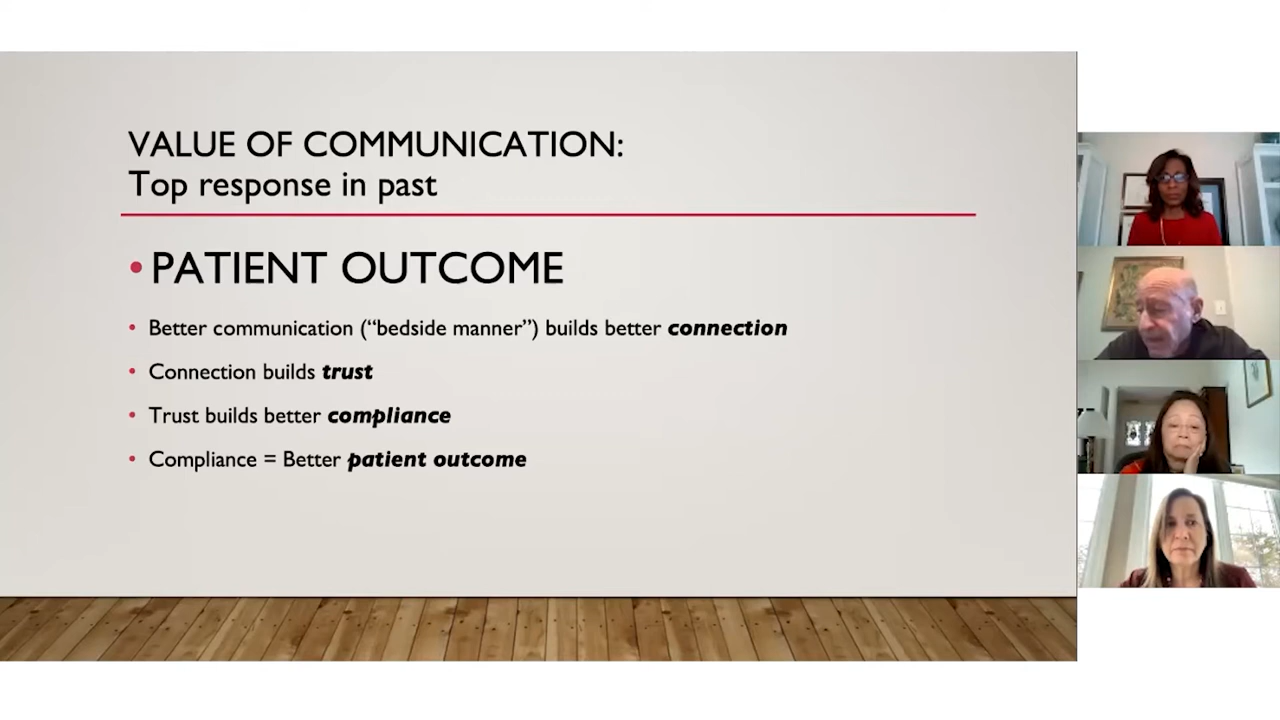 VALUE OF COMMUNICATION:
Top response in past
• PATIENT OUTCOME
• Better communication (“bedside manner”) builds better connection
• Connection builds trust
• Trust builds better compliance
• Compliance = Better patient outcome